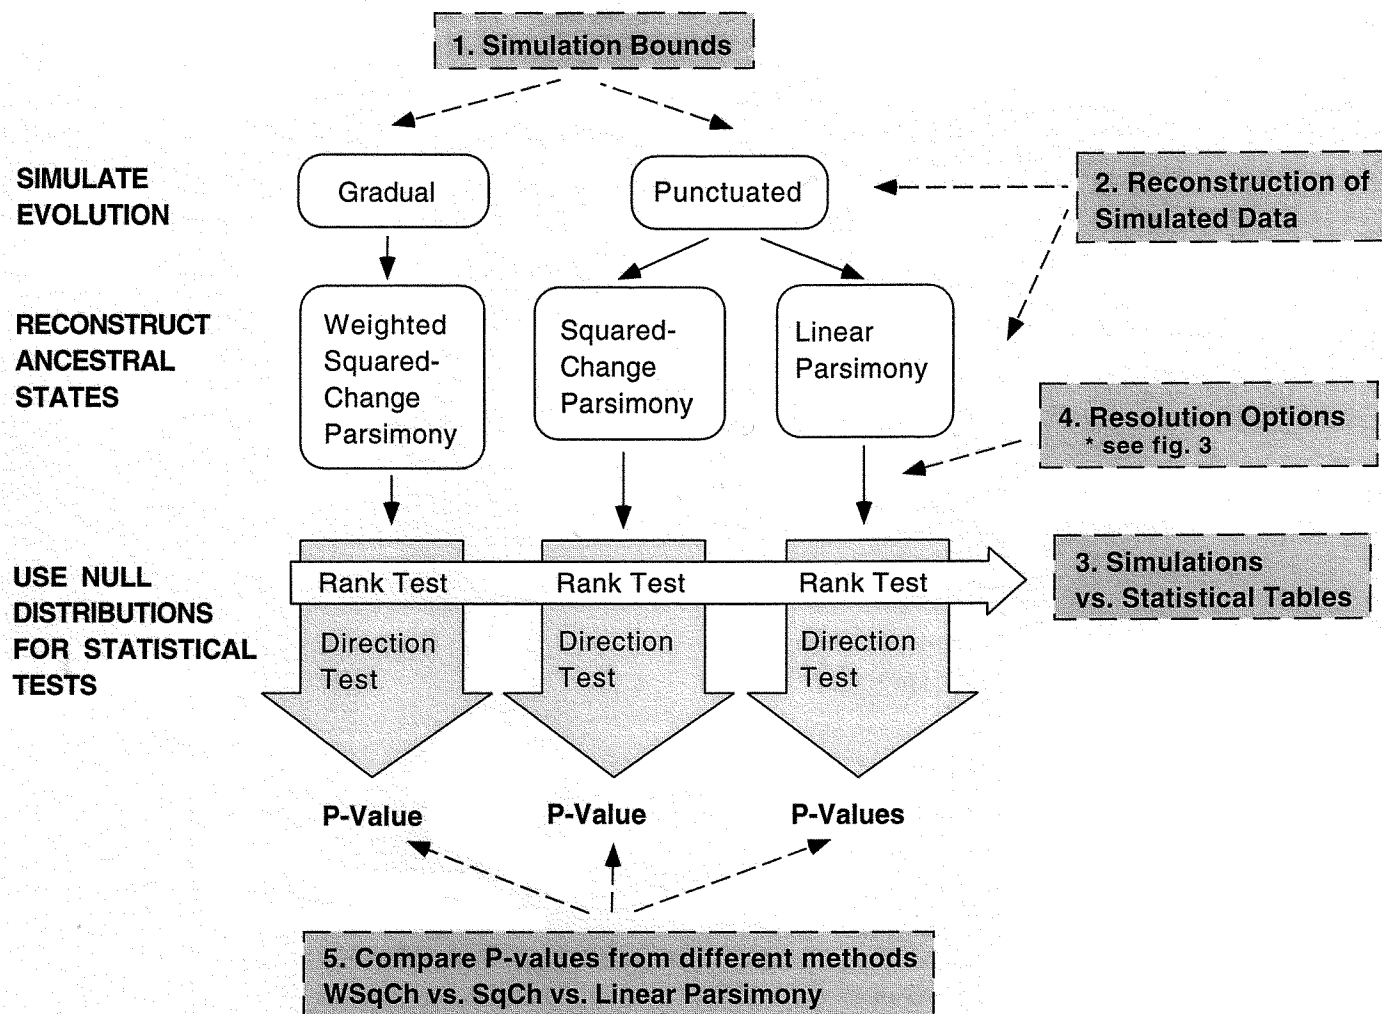 1. Simulation Bounds
SIMULATE
EVOLUTION
Gradual
Punctuated
2. Reconstruction of
Simulated Data
RECONSTRUCT
ANCESTRAL
STATES
Weighted
Squared-
Change
Parsimony
Squared-
Change
Parsimony
Linear
Parsimony
4. Resolution Options
* see fig. 3
USE NULL
DISTRIBUTIONS
FOR STATISTICAL
TESTS
Rank Test
Rank Test
Rank Test
3. Simulations
vs. Statistical Tables
Direction
Test
Direction
Test
Direction
Test
P-Value
P-Value
P-Values
5. Compare P-values from different methods
WSqCh vs. SqCh vs. Linear Parsimony